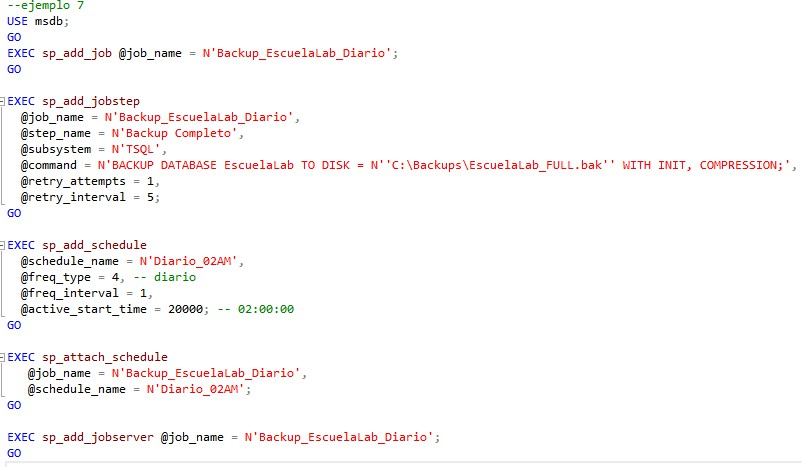 --ejemplo 7
USE msdb;
GO
EXEC sp_add_job @job_name = N'Backup_EscuelaLab_Diario';
GO
EXEC sp_add_jobstep
@job_name = N'Backup_EscuelaLab_Diario',
@step_name = N'Backup Completo',
@subsystem = N'TSQL',
@command = N'BACKUP DATABASE EscuelaLab TO DISK = N''C:\Backups\EscuelaLab_FULL.bak'' WITH INIT, COMPRESSION;',
@retry_attempts = 1,
@retry_interval = 5;
GO
EXEC sp_add_schedule
@schedule_name = N'Diario_02AM',
@freq_type = 4, -- diario
@freq_interval = 1,
@active_start_time = 20000; -- 02:00:00
GO
EXEC sp_attach_schedule
@job_name = N'Backup_EscuelaLab_Diario',
@schedule_name = N'Diario_02AM';
GO
EXEC sp_add_jobserver @job_name = N'Backup_EscuelaLab_Diario';
GO